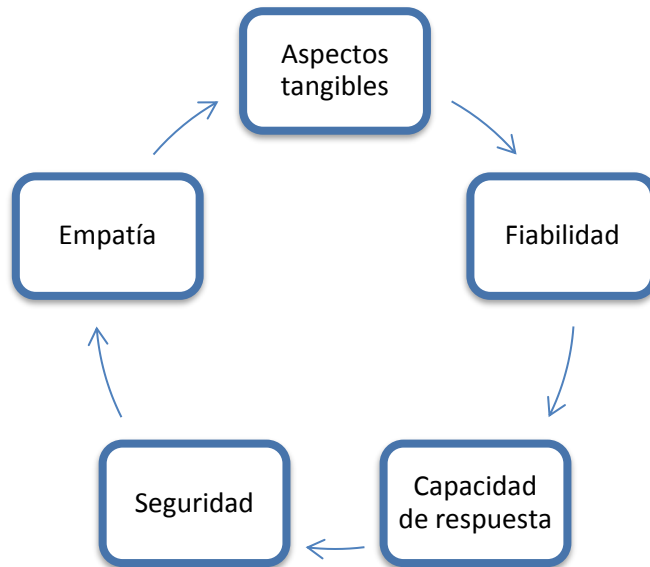 Aspectos
tangibles
Fiabilidad
Capacidad
de respuesta
Seguridad
Empatía